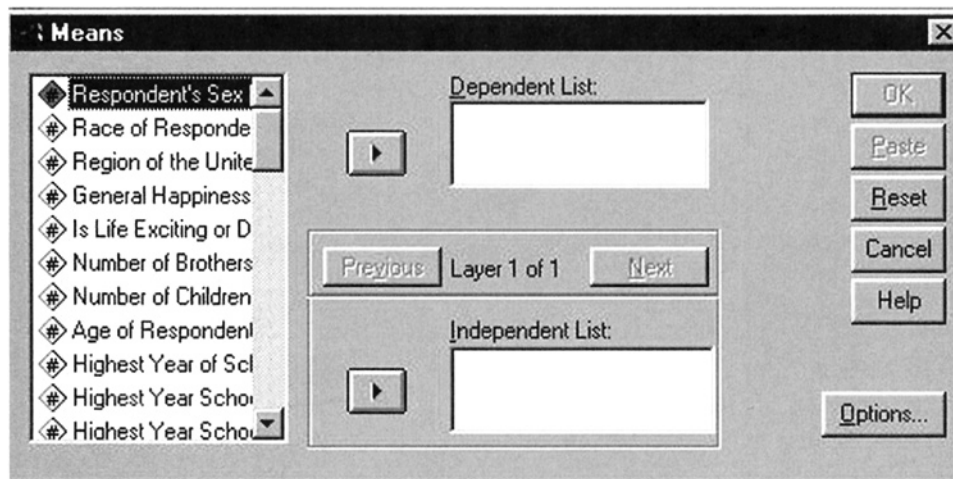 Means
Respondent's Sex
Race of Responde
Region of the Unite
General Happiness
Is Life Exciting or D
Number of Brothers
Number of Children
Age of Respondent
Highest Year of Scl
Highest Year Schoo
Highest Year Schoo
Dependent List:
Previous
Layer 1 of 1
Next
Independent List:
OK
Paste
Reset
Cancel
Help
Options...